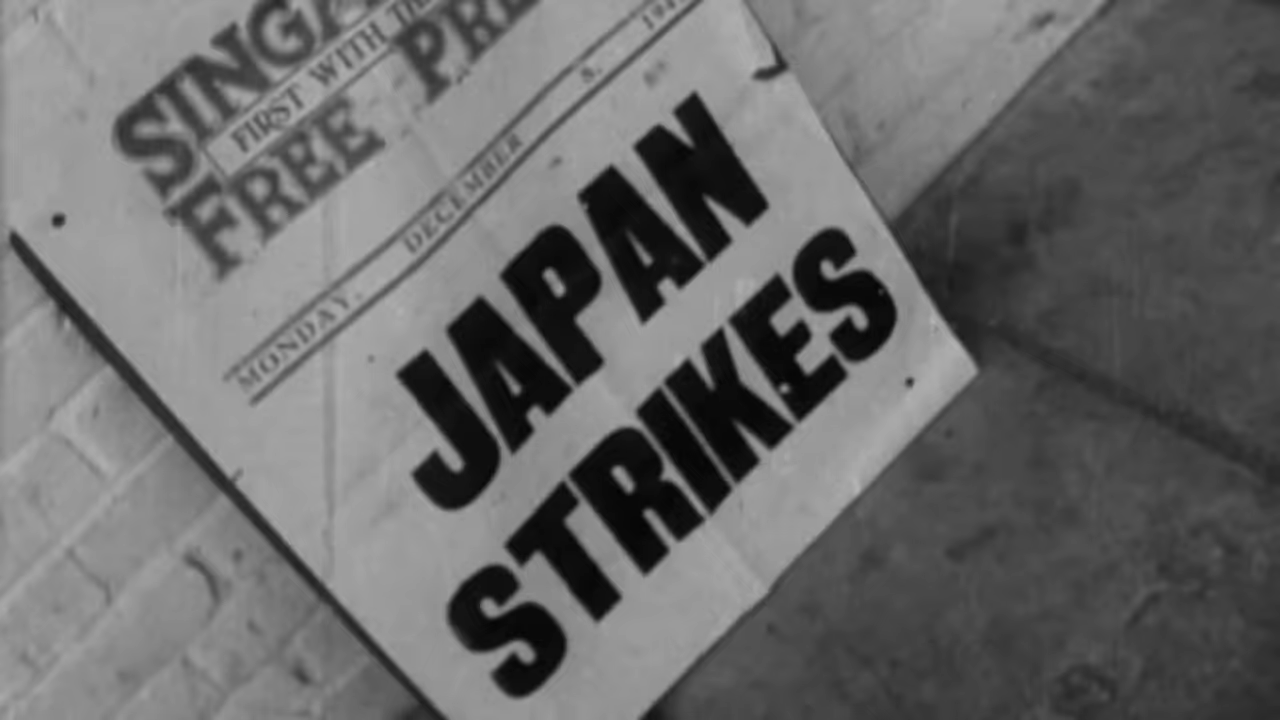 SINGA
FIRST WITH THE
FREE PRE
MONDAY, DECEMBER 8, 194
JAPAN
STRIKES